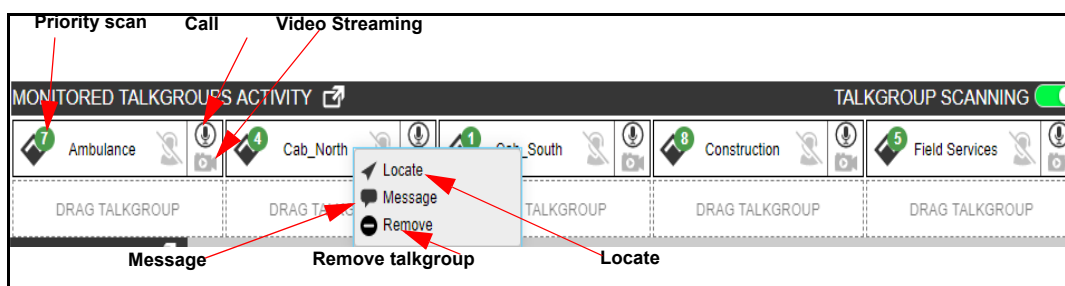 Priority scan Call Video Streaming
MONITORED TALKGROUPS ACTIVITY TALKGROUP SCANNING
7 Ambulance 4 Cab_North 1 Cab_South 8 Construction 5 Field Services
Locate
Message
DRAG TALKGROUP DRAG TALKGROUP DRAG TALKGROUP DRAG TALKGROUP
Remove
Message Remove talkgroup Locate